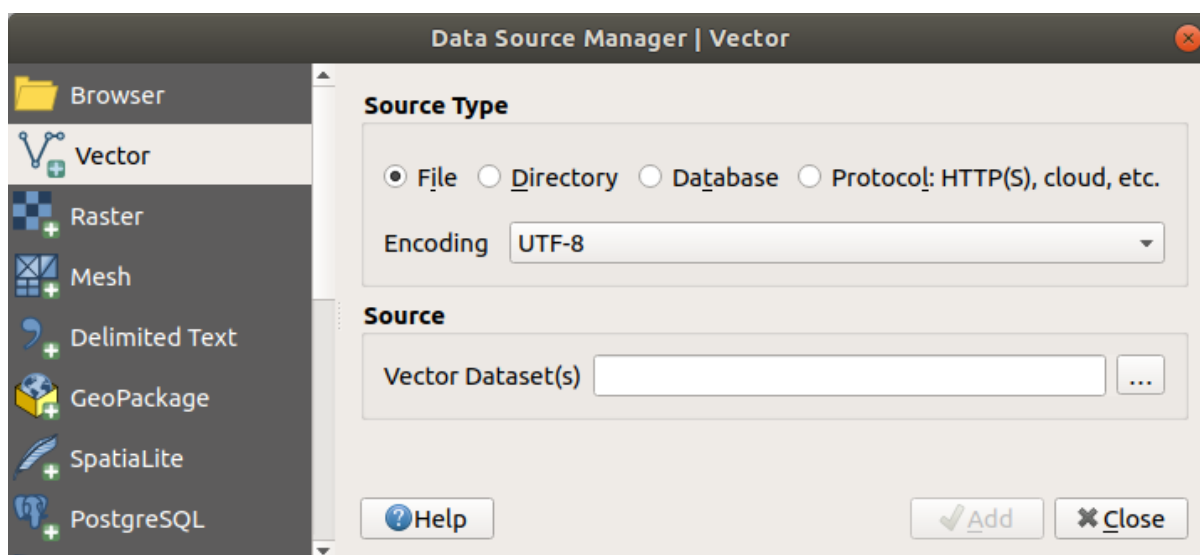 Data Source Manager | Vector
Browser
Vector
Raster
Mesh
Delimited Text
GeoPackage
SpatiaLite
PostgreSQL
Source Type
File Directory Database Protocol: HTTP(S), cloud, etc.
Encoding UTF-8
Source
Vector Dataset(s) ...
Help Add Close